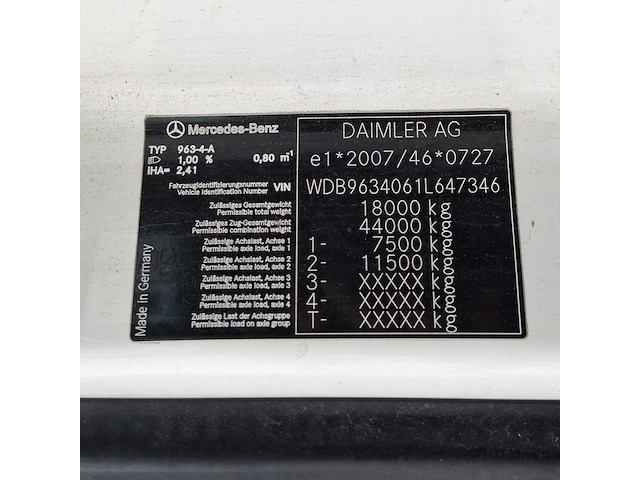 Mercedes-Benz
DAIMLER AG
TYP 963-4-A
1,00 % 0,80 m⁻¹
IHA= 2,41
e1*2007/46*0727
Fahrzeugidentifizierungsnummer
Vehicle Identification Number VIN WDB9634061L647346
Zulässiges Gesamtgewicht
Permissible total weight 18000 kg
Zulässiges Zug-Gesamtgewicht
Permissible combination weight 44000 kg
Zulässige Achslast, Achse 1
Permissible axle load, axle 1 1- 7500 kg
Zulässige Achslast, Achse 2
Permissible axle load, axle 2 2- 11500 kg
Zulässige Achslast, Achse 3
Permissible axle load, axle 3 3- XXXXX kg
Zulässige Achslast, Achse 4
Permissible axle load, axle 4 4- XXXXX kg
Zulässige Last der Achsgruppe
Permissible load on axle group T- XXXXX kg
Made in Germany